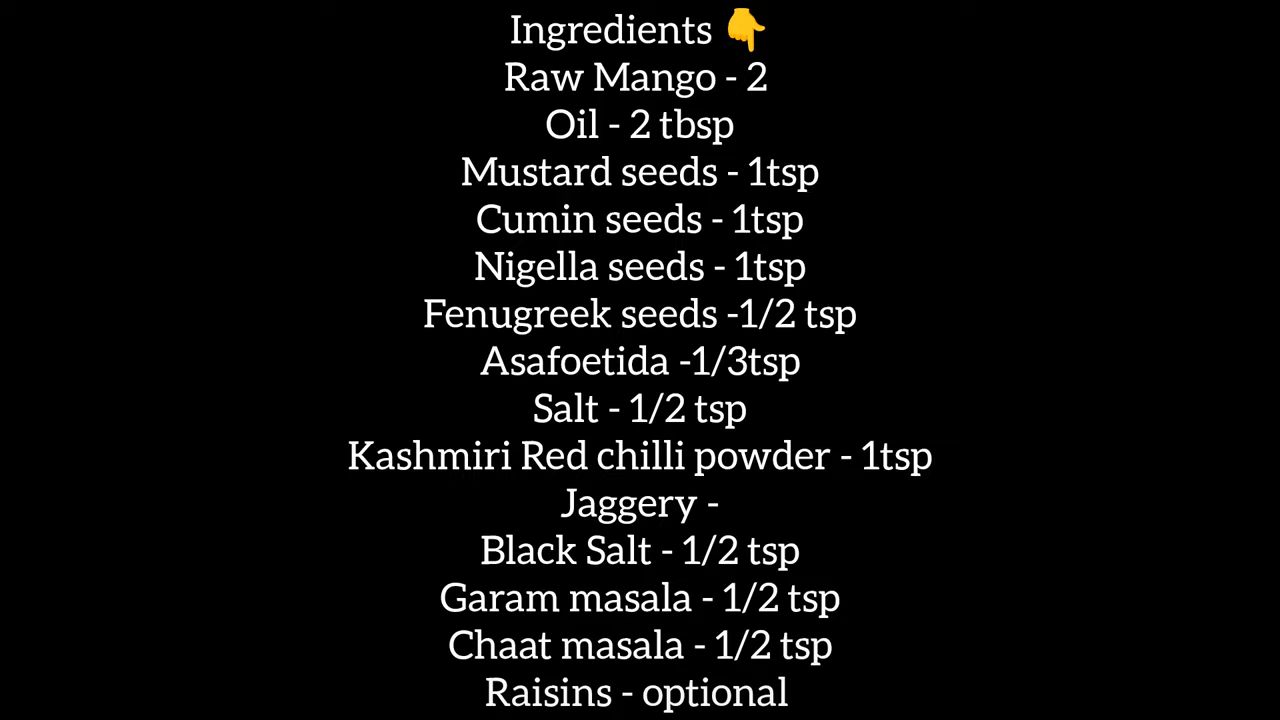 Ingredients 👇
Raw Mango - 2
Oil - 2 tbsp
Mustard seeds - 1tsp
Cumin seeds - 1tsp
Nigella seeds - 1tsp
Fenugreek seeds -1/2 tsp
Asafoetida -1/3tsp
Salt - 1/2 tsp
Kashmiri Red chilli powder - 1tsp
Jaggery -
Black Salt - 1/2 tsp
Garam masala - 1/2 tsp
Chaat masala - 1/2 tsp
Raisins - optional